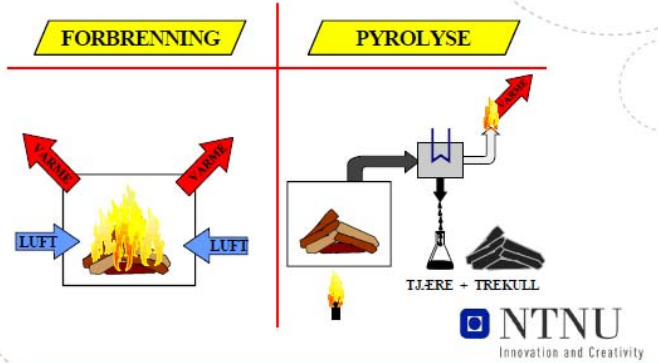 FORBRENNING
PYROLYSE
VARME
VARME
LUFT
LUFT
VARME
TJÆRE + TREKULL
NTNU
Innovation and Creativity